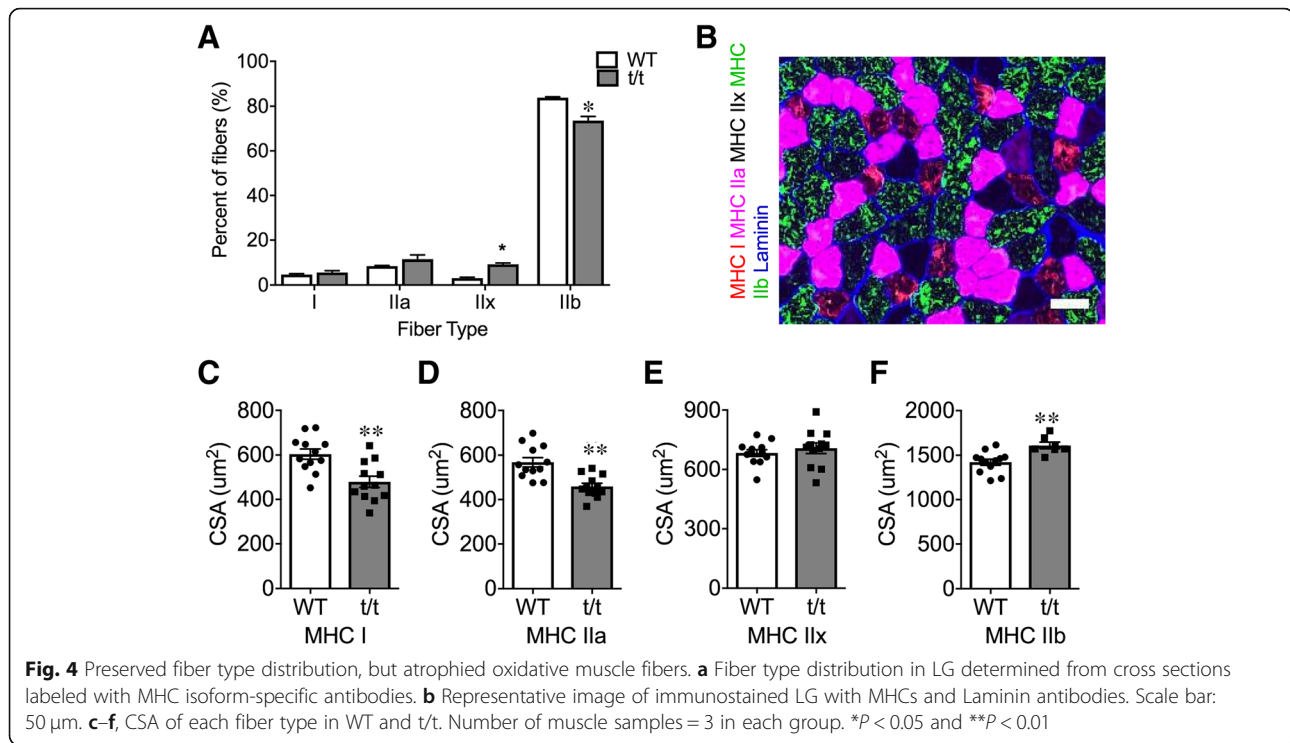 A
WT
t/t
100
80
60
40
20
0
Percent of fibers (%)
*
*
I IIa IIx IIb
Fiber Type
B
MHC I MHC IIa MHC IIx MHC
IIb Laminin
C
800
600
400
200
0
CSA (um²)
**
WT t/t
MHC I
D
800
600
400
200
0
CSA (um²)
**
WT t/t
MHC IIa
E
900
600
300
0
CSA (um²)
WT t/t
MHC IIx
F
2000
1500
1000
500
0
CSA (um²)
**
WT t/t
MHC IIb
Fig. 4 Preserved fiber type distribution, but atrophied oxidative muscle fibers. a Fiber type distribution in LG determined from cross sections
labeled with MHC isoform-specific antibodies. b Representative image of immunostained LG with MHCs and Laminin antibodies. Scale bar:
50 μm. c–f, CSA of each fiber type in WT and t/t. Number of muscle samples = 3 in each group. *P < 0.05 and **P < 0.01